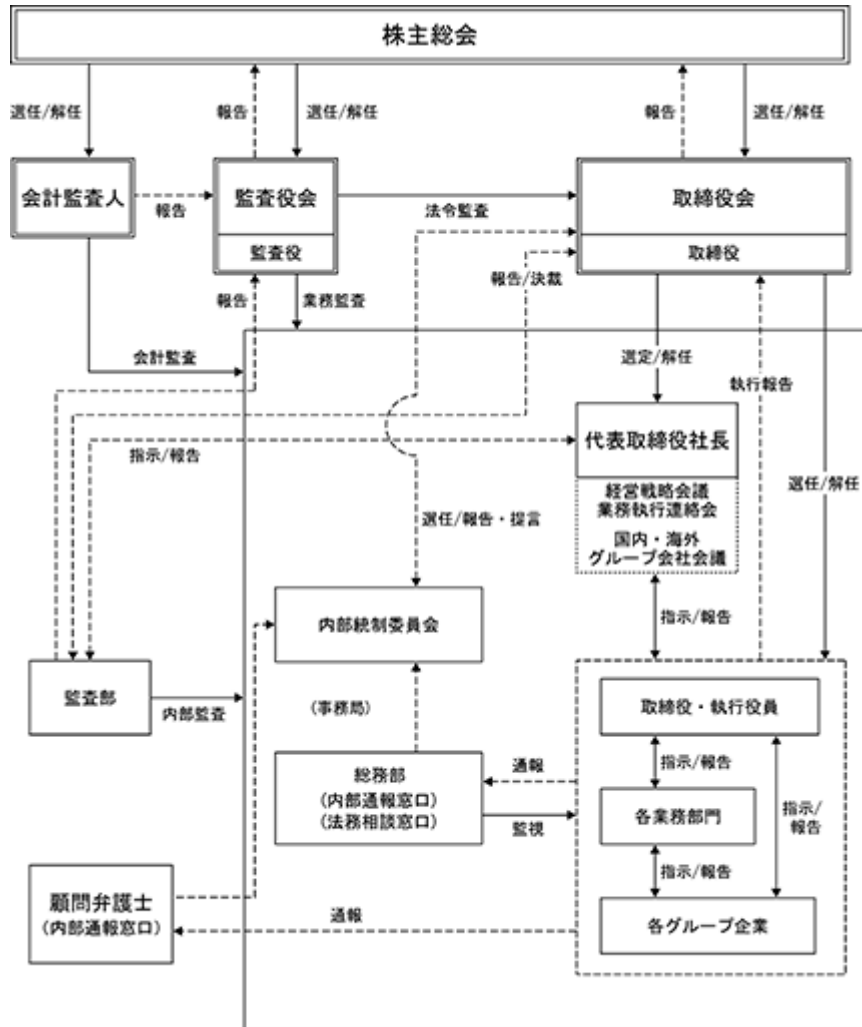 株主総会
選任/解任
報告
選任/解任
報告
選任/解任
会計監査人
報告
監査役会
監査役
法令監査
取締役会
取締役
報告
業務監査
報告/決裁
会計監査
選定/解任
執行報告
指示/報告
代表取締役社長
経営戦略会議
業務執行連絡会
国内・海外
グループ会社会議
選任/解任
選任/報告・提言
指示/報告
内部統制委員会
監査部
内部監査
(事務局)
取締役・執行役員
総務部
(内部通報窓口)
(法務相談窓口)
通報
監視
指示/報告
各業務部門
指示/
報告
指示/報告
各グループ企業
顧問弁護士
(内部通報窓口)
通報